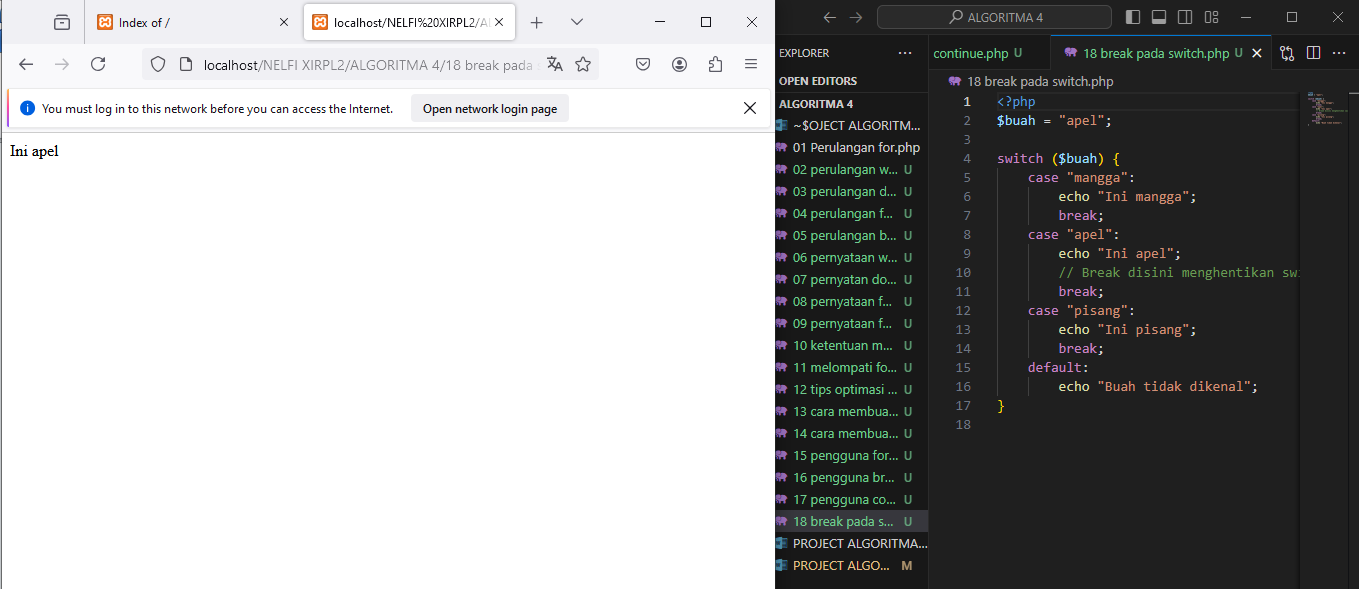 Index of /
localhost/NELFI%20XIRPL2/Al
localhost/NELFI XIRPL2/ALGORITMA 4/18 break pada
You must log in to this network before you can access the Internet.
Open network login page
Ini apel
ALGORITMA 4
EXPLORER
OPEN EDITORS
ALGORITMA 4
~$OJECT ALGORITM...
01 Perulangan for.php
02 perulangan w... U
03 perulangan d... U
04 perulangan f... U
05 perulangan b... U
06 pernyataan w... U
07 pernyatan do... U
08 pernyataan f... U
09 pernyataan f... U
10 ketentuan m... U
11 melompati fo... U
12 tips optimasi ... U
13 cara membua... U
14 cara membua... U
15 pengguna for... U
16 pengguna br... U
17 pengguna co... U
18 break pada s... U
PROJECT ALGORITMA...
PROJECT ALGO... M
continue.php U
18 break pada switch.php U
18 break pada switch.php
1 <?php
2 $buah = "apel";
3
4 switch ($buah) {
5 case "mangga":
6 echo "Ini mangga";
7 break;
8 case "apel":
9 echo "Ini apel";
10 // Break disini menghentikan swi
11 break;
12 case "pisang":
13 echo "Ini pisang";
14 break;
15 default:
16 echo "Buah tidak dikenal";
17 }
18